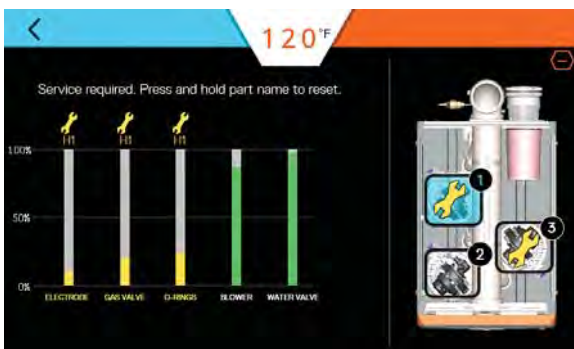 120°F
Service required. Press and hold part name to reset.
H1 H1 H1
100%
50%
0%
ELECTRODE GAS VALVE O-RINGS BLOWER WATER VALVE
1
3
2